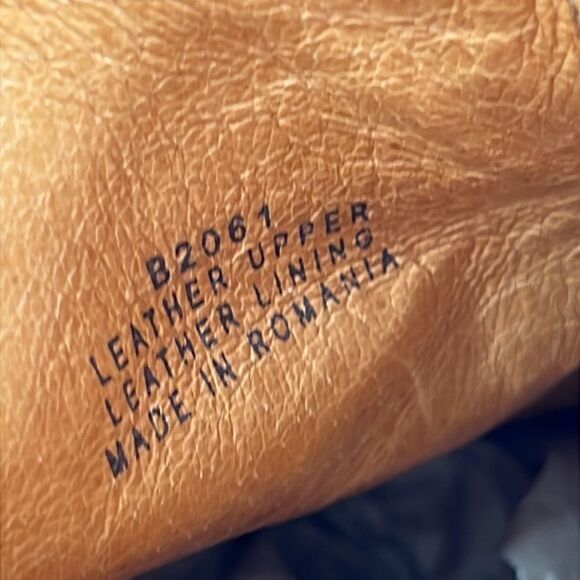 B2061
LEATHER UPPER
LEATHER LINING
MADE IN ROMANIA